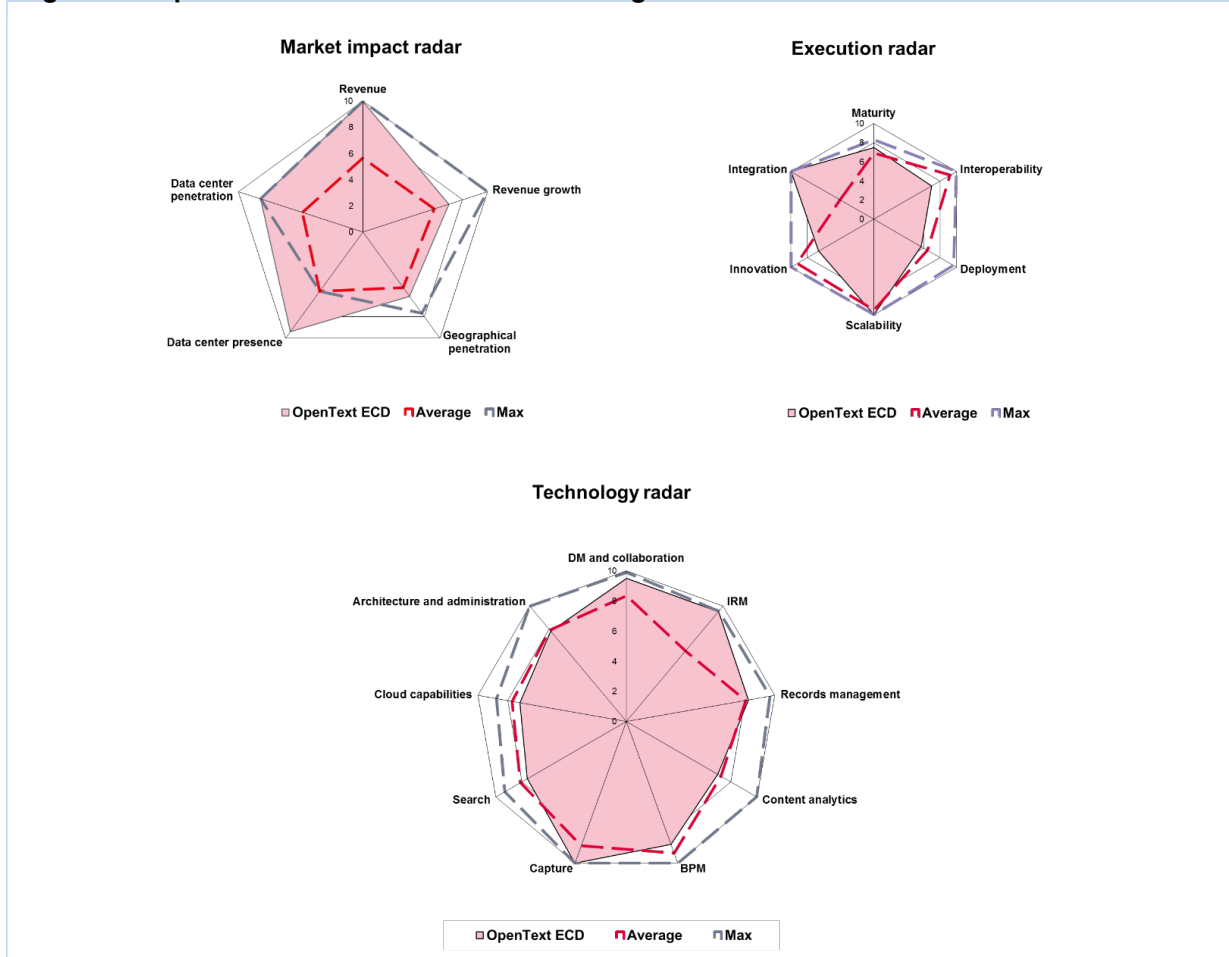 Market impact radar
Revenue
10
8
6
4
2
0
Revenue growth
Geographical
penetration
Data center presence
Data center
penetration
OpenText ECD Average Max
Execution radar
Maturity
10
8
6
4
2
0
Interoperability
Deployment
Scalability
Innovation
Integration
OpenText ECD Average Max
Technology radar
DM and collaboration
10
8
6
4
2
0
IRM
Records management
Content analytics
BPM
Capture
Search
Cloud capabilities
Architecture and administration
OpenText ECD Average Max